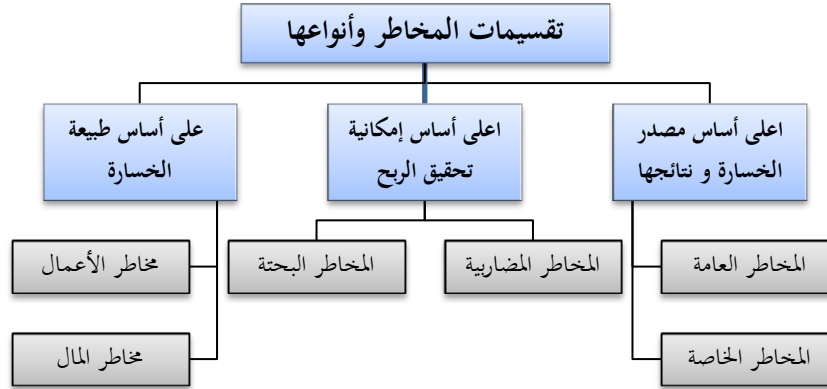 تقسيمات المخاطر وأنواعها
اعلى أساس مصدر
الخسارة و نتائجها
اعلى أساس إمكانية
تحقيق الربح
على أساس طبيعة
الخسارة
المخاطر العامة
المخاطر المضاربية
المخاطر البحتة
مخاطر الأعمال
المخاطر الخاصة
مخاطر المال